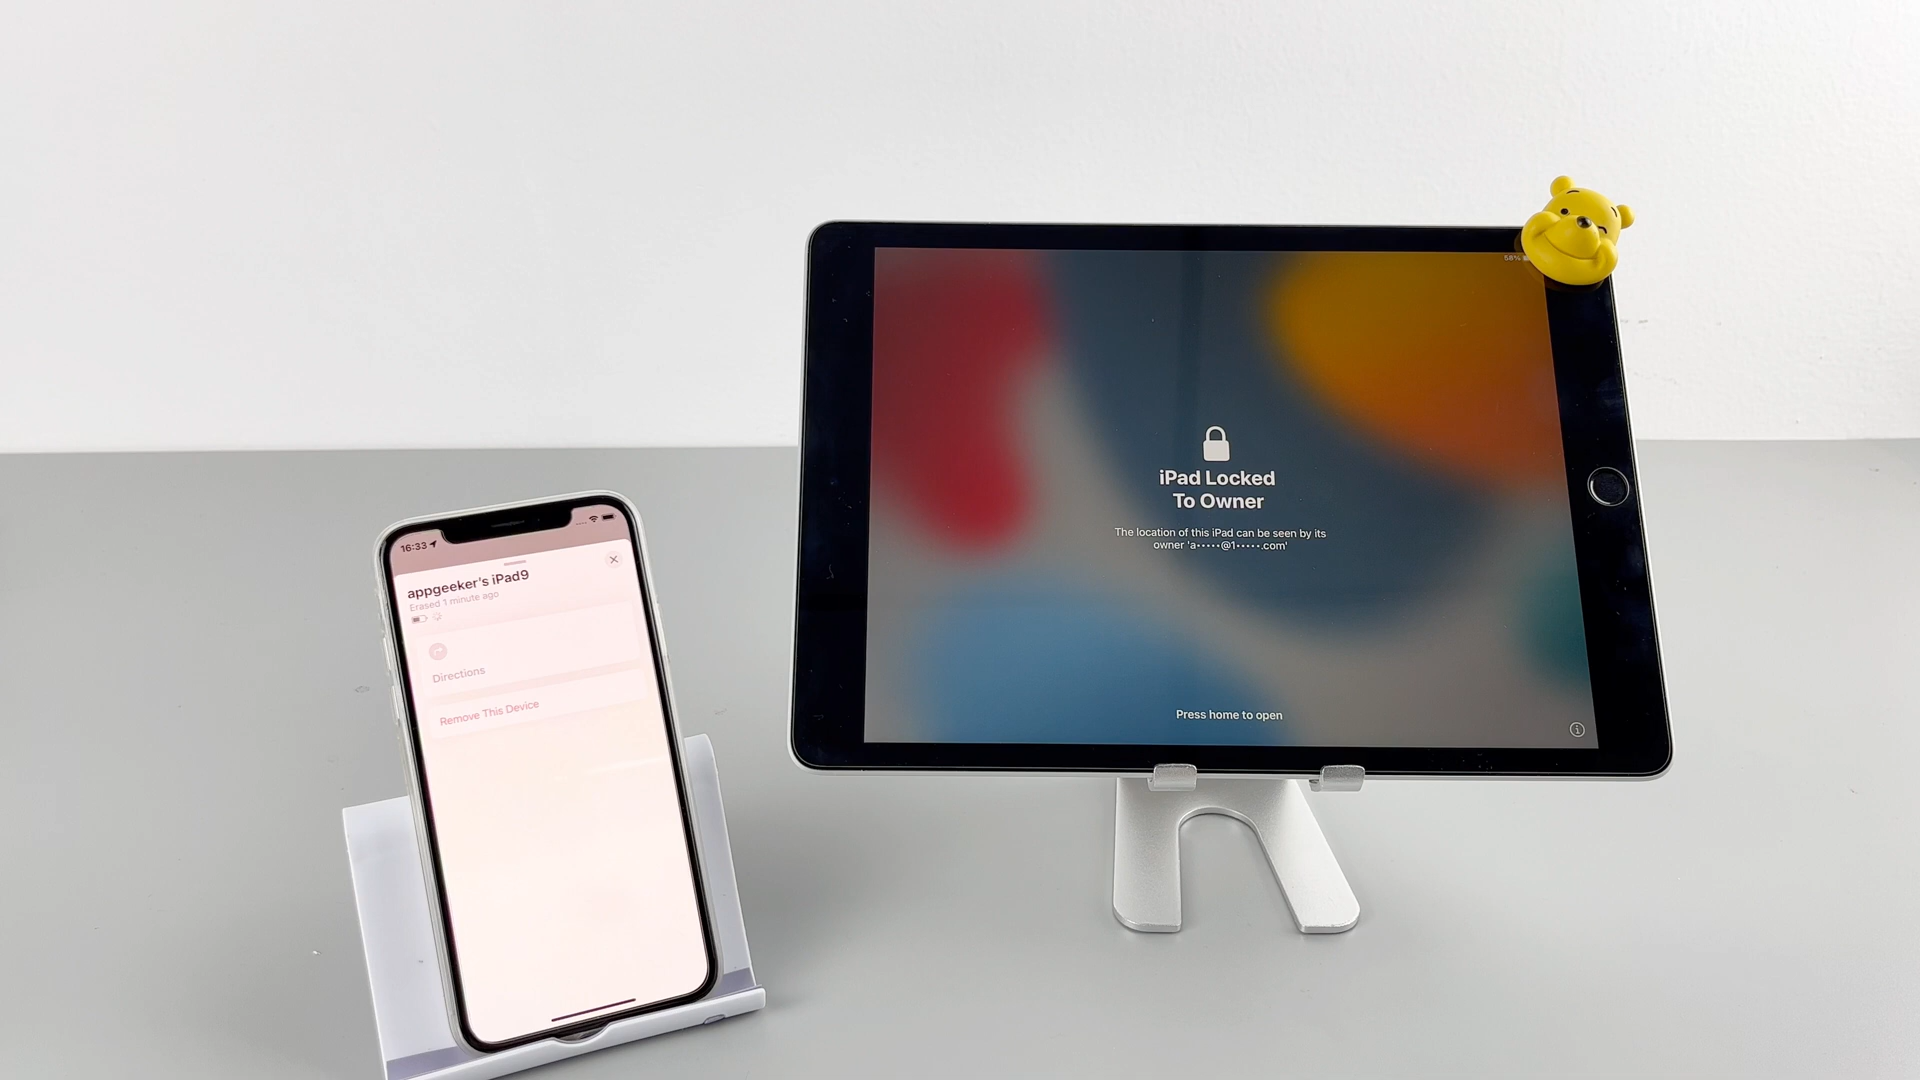 16:33
appgeeker's iPad9
Erased 1 minute ago
Directions
Remove This Device
58%
iPad Locked
To Owner
The location of this iPad can be seen by its
owner 'a•••••@1•••••.com'
Press home to open